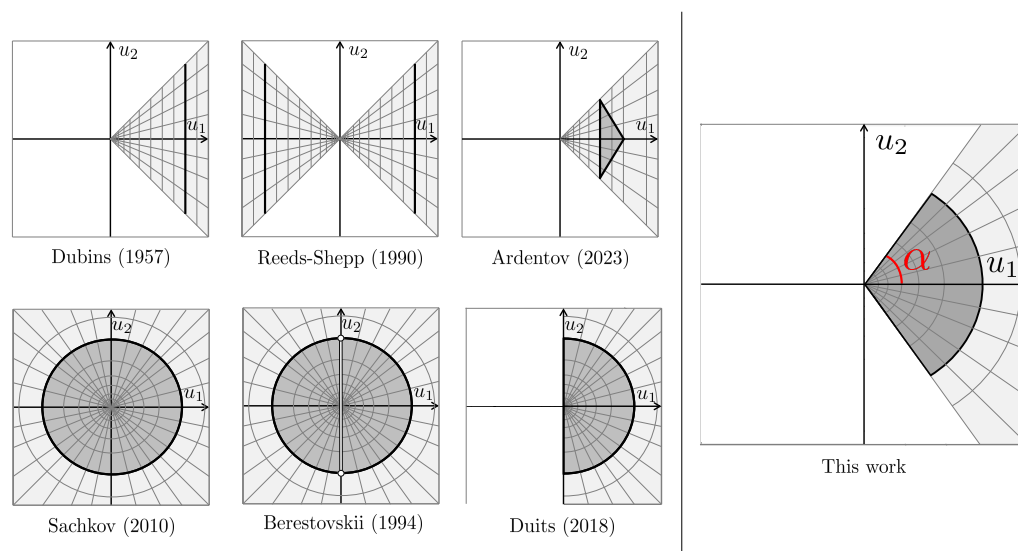 u₂
u₁
Dubins (1957)
u₂
u₁
Reeds-Shepp (1990)
u₂
u₁
Ardentov (2023)
u₂
u₁
Sachkov (2010)
u₂
u₁
Berestovskii (1994)
u₂
u₁
Duits (2018)
u₂
α
u₁
This work